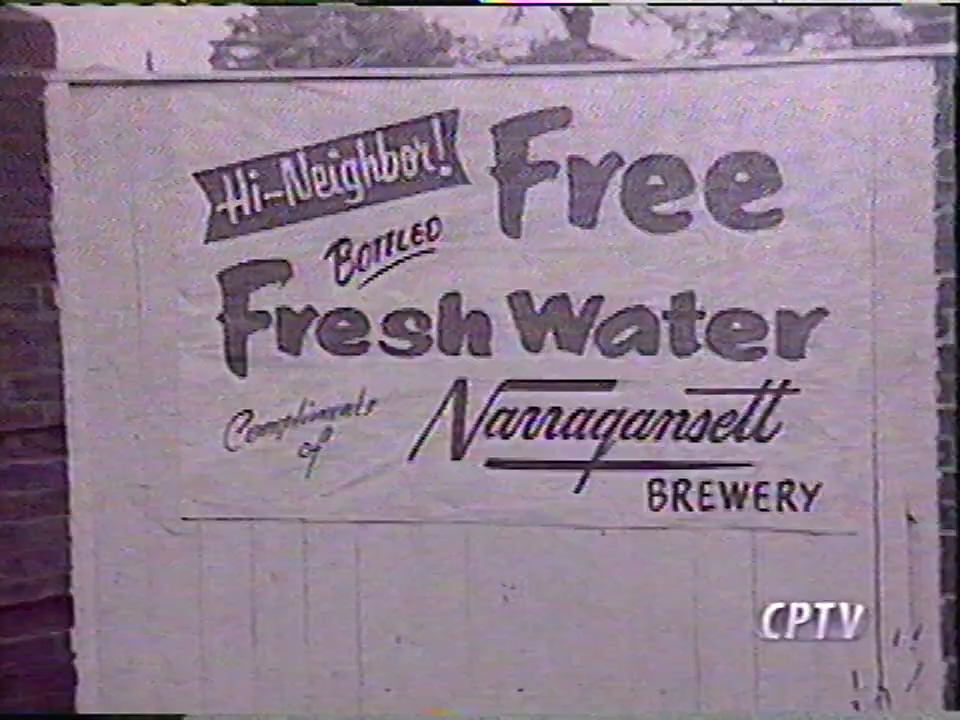 Hi-Neighbor! Free
Bottled
Fresh Water
Compliments
of
Narragansett
BREWERY
CPTV